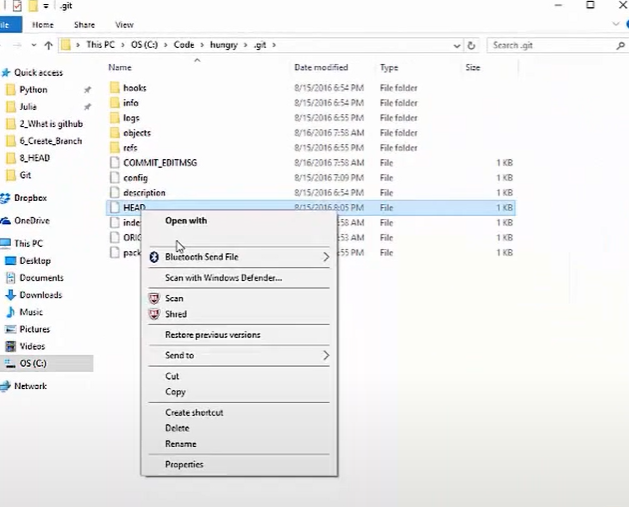 .git
File Home Share View
This PC OS (C:) Code hungry .git Search .git
Name Date modified Type Size
Quick access
Python
Julia
2_What is github
6_Create_Branch
8_HEAD
Git
Dropbox
OneDrive
This PC
Desktop
Documents
Downloads
Music
Pictures
Videos
OS (C:)
Network
hooks 8/15/2016 6:54 PM File folder
info 8/15/2016 6:54 PM File folder
logs 8/15/2016 6:55 PM File folder
objects 8/16/2016 7:58 AM File folder
refs 8/15/2016 6:55 PM File folder
COMMIT_EDITMSG 8/16/2016 7:58 AM File 1 KB
config 8/15/2016 7:09 PM File 1 KB
description 8/15/2016 6:54 PM File 1 KB
HEAD 8/15/2016 8:05 PM File 1 KB
inde :58 AM File 1 KB
ORI :53 AM File 1 KB
pack :55 PM File 1 KB
Open with
Bluetooth Send File
Scan with Windows Defender...
Scan
Shred
Restore previous versions
Send to
Cut
Copy
Create shortcut
Delete
Rename
Properties